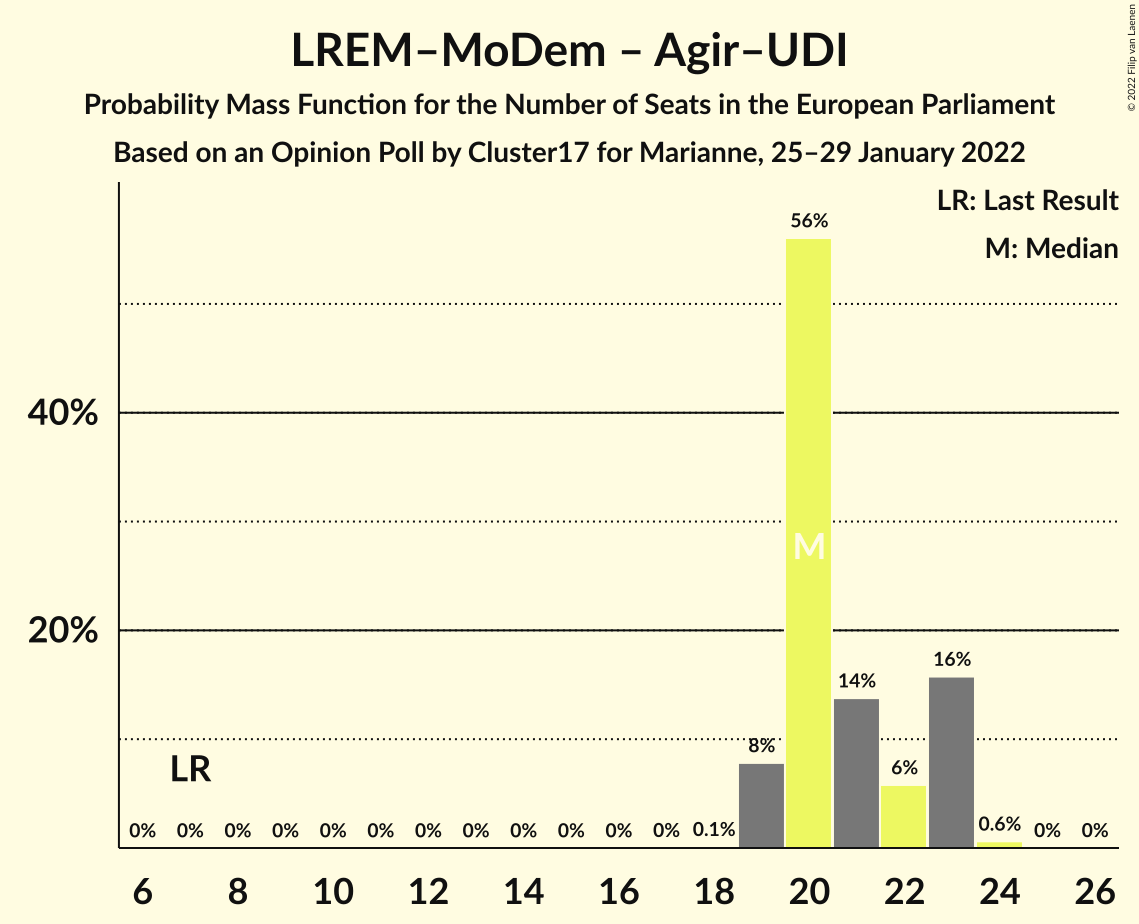 LREM–MoDem – Agir–UDI
Probability Mass Function for the Number of Seats in the European Parliament
Based on an Opinion Poll by Cluster17 for Marianne, 25–29 January 2022
© 2022 Filip van Laenen
LR: Last Result
M: Median
56%
40%
M
20%
16%
14%
8%
6%
LR
0% 0% 0% 0% 0% 0% 0% 0% 0% 0% 0% 0% 0.1% 0.6% 0% 0%
6 8 10 12 14 16 18 20 22 24 26